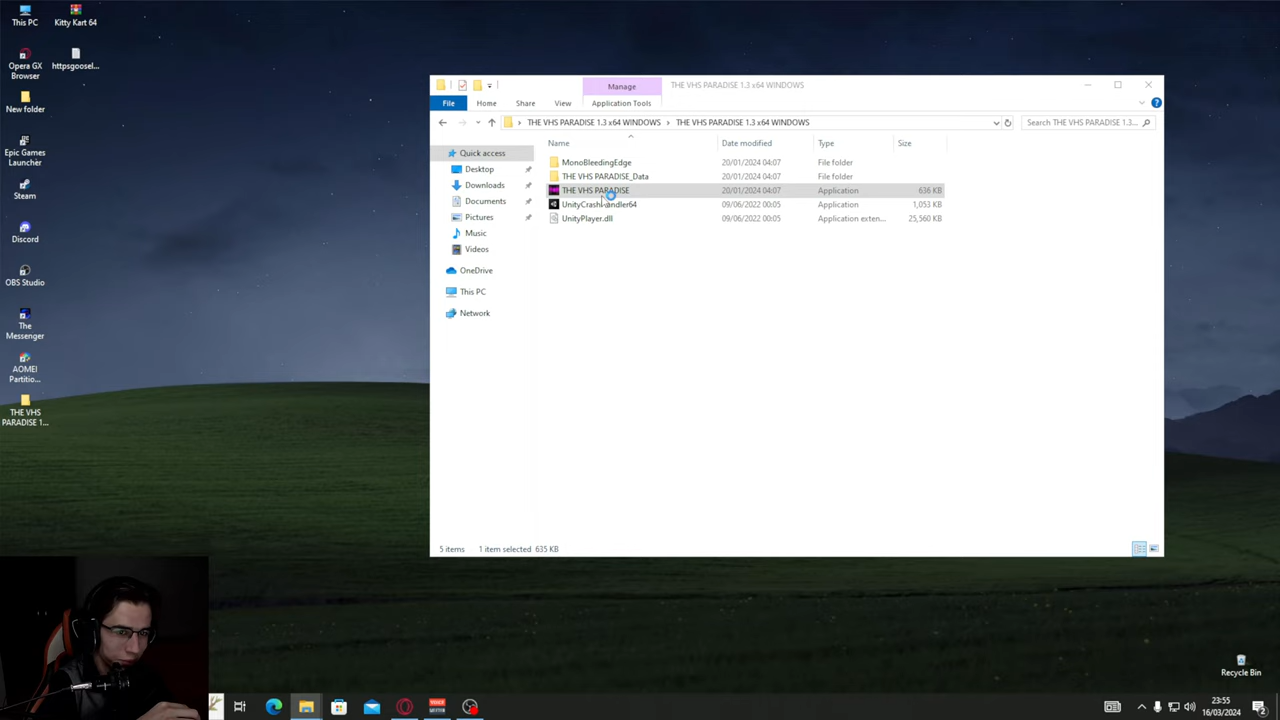 This PC
Kitty Kart 64
Opera GX
Browser
httpsgoosel...
New folder
Epic Games
Launcher
Steam
Discord
OBS Studio
The
Messenger
AOMEI
Partitio...
THE VHS
PARADISE 1...
Manage
THE VHS PARADISE 1.3 x64 WINDOWS
File
Home
Share
View
Application Tools
THE VHS PARADISE 1.3 x64 WINDOWS > THE VHS PARADISE 1.3 x64 WINDOWS
Search THE VHS PARADISE 1.3...
Name
Date modified
Type
Size
Quick access
Desktop
Downloads
Documents
Pictures
Music
Videos
OneDrive
This PC
Network
MonoBleedingEdge 20/01/2024 04:07 File folder
THE VHS PARADISE_Data 20/01/2024 04:07 File folder
THE VHS PARADISE 20/01/2024 04:07 Application 636 KB
UnityCrashHandler64 09/06/2022 00:05 Application 1,053 KB
UnityPlayer.dll 09/06/2022 00:05 Application exten... 25,560 KB
5 items 1 item selected 635 KB
Recycle Bin
23:55
16/03/2024
2